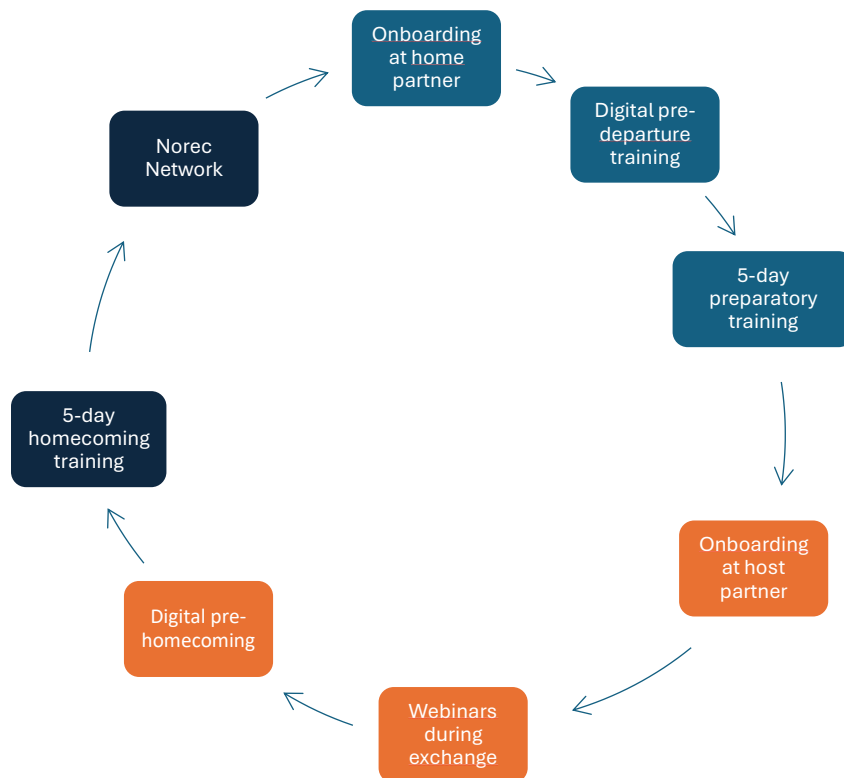 Onboarding
at home
partner
Digital pre-
departure
training
5-day
preparatory
training
Onboarding
at host
partner
Webinars
during
exchange
Digital pre-
homecoming
5-day
homecoming
training
Norec
Network